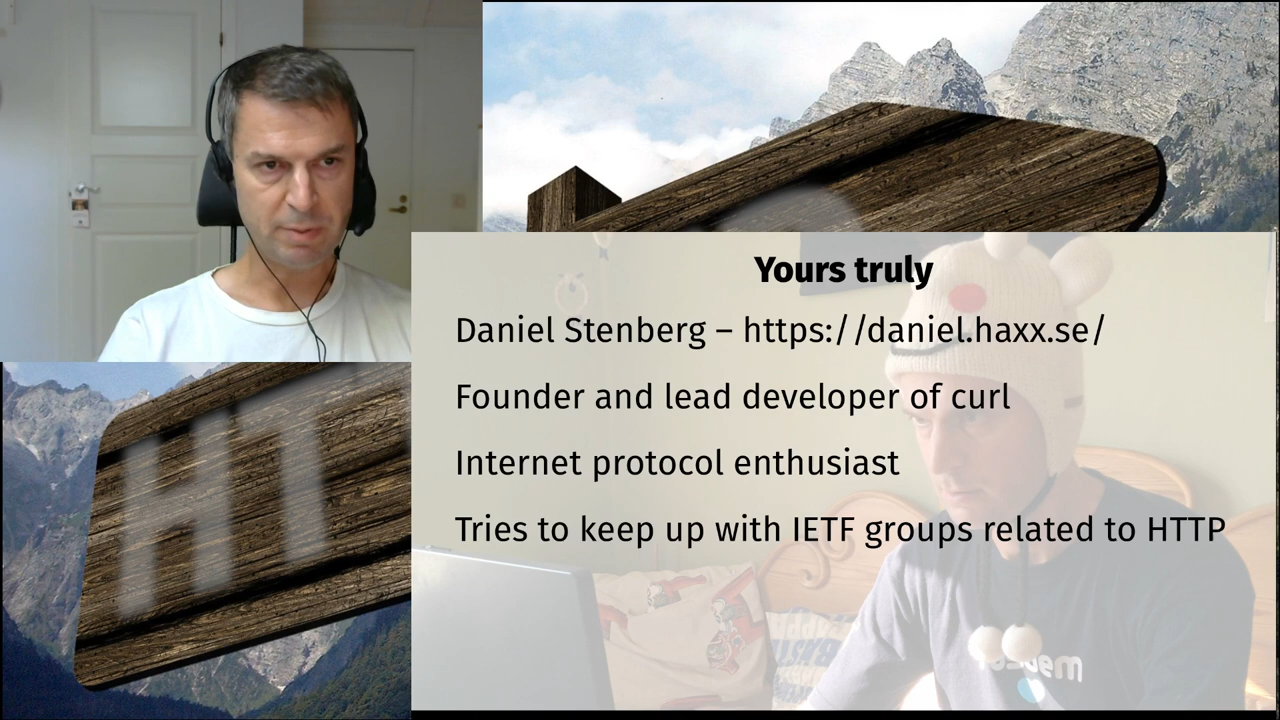 Yours truly
Daniel Stenberg – https://daniel.haxx.se/
Founder and lead developer of curl
Internet protocol enthusiast
Tries to keep up with IETF groups related to HTTP
HT